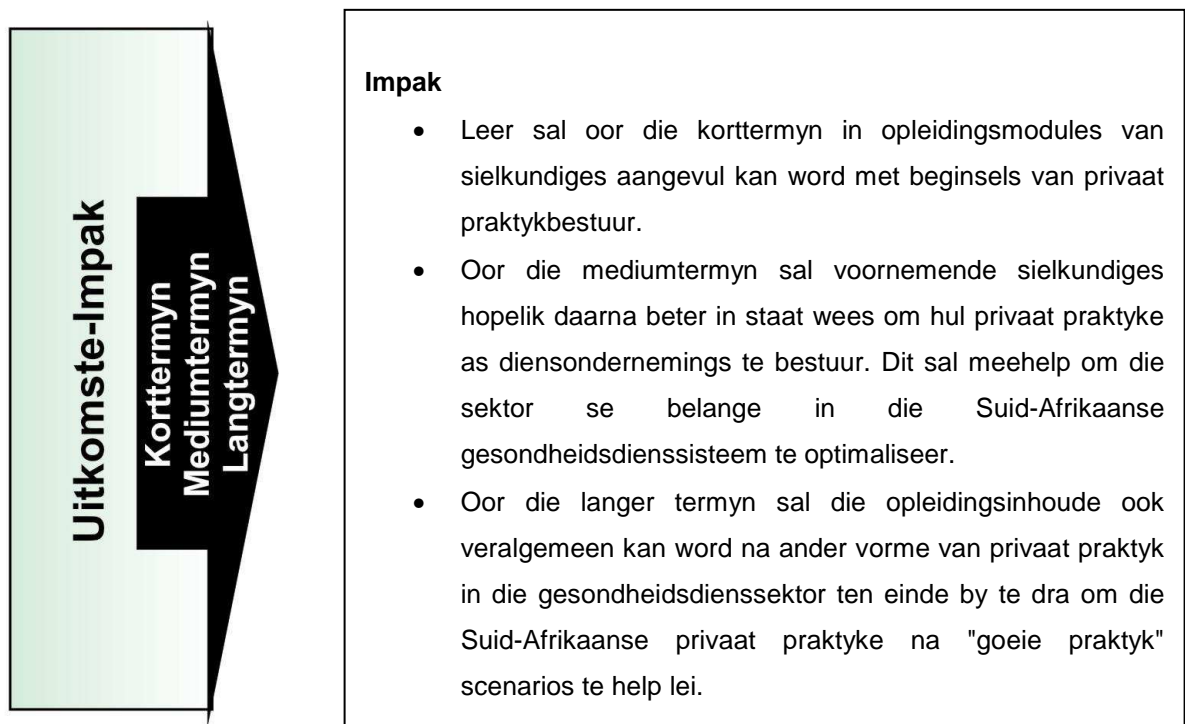 Uitkomste-Impak
Korttermyn
Mediumtermyn
Langtermyn
Impak
• Leer sal oor die korttermyn in opleidingsmodules van
sielkundiges aangevul kan word met beginsels van privaat
praktykbestuur.
• Oor die mediumtermyn sal voornemende sielkundiges
hopelik daarna beter in staat wees om hul privaat praktyke
as diensondernemings te bestuur. Dit sal meehelp om die
sektor se belange in die Suid-Afrikaanse
gesondheidsdienssisteem te optimaliseer.
• Oor die langer termyn sal die opleidingsinhoude ook
veralgemeen kan word na ander vorme van privaat praktyk
in die gesondheidsdienssektor ten einde by te dra om die
Suid-Afrikaanse privaat praktyke na "goeie praktyk"
scenarios te help lei.